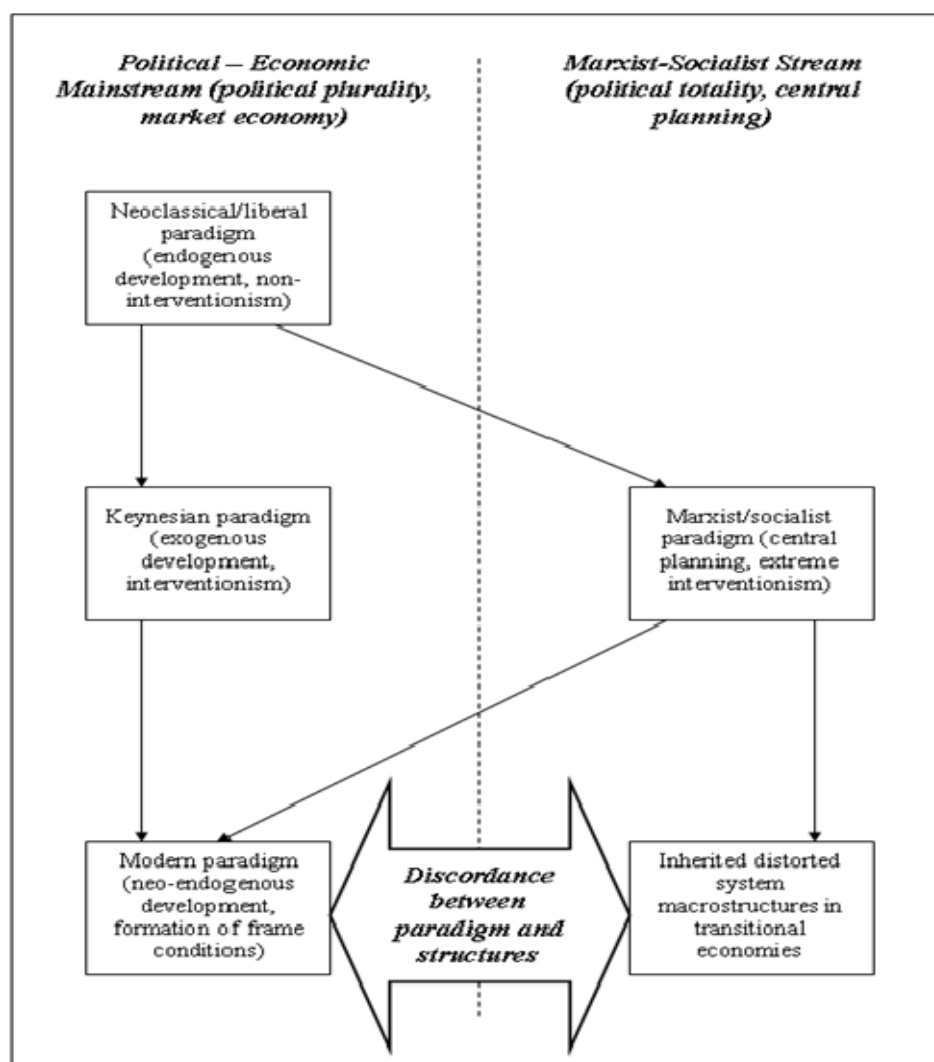 Political – Economic
Mainstream (political plurality,
market economy)
Marxist-Socialist Stream
(political totality, central
planning)
Neoclassical/liberal
paradigm
(endogenous
development, non-
interventionism)
Keynesian paradigm
(exogenous
development,
interventionism)
Marxist/socialist
paradigm (central
planning, extreme
interventionism)
Modern paradigm
(neo-endogenous
development,
formation of frame
conditions)
Discordance
between
paradigm and
structures
Inherited distorted
system
macrostructures in
transitional
economies